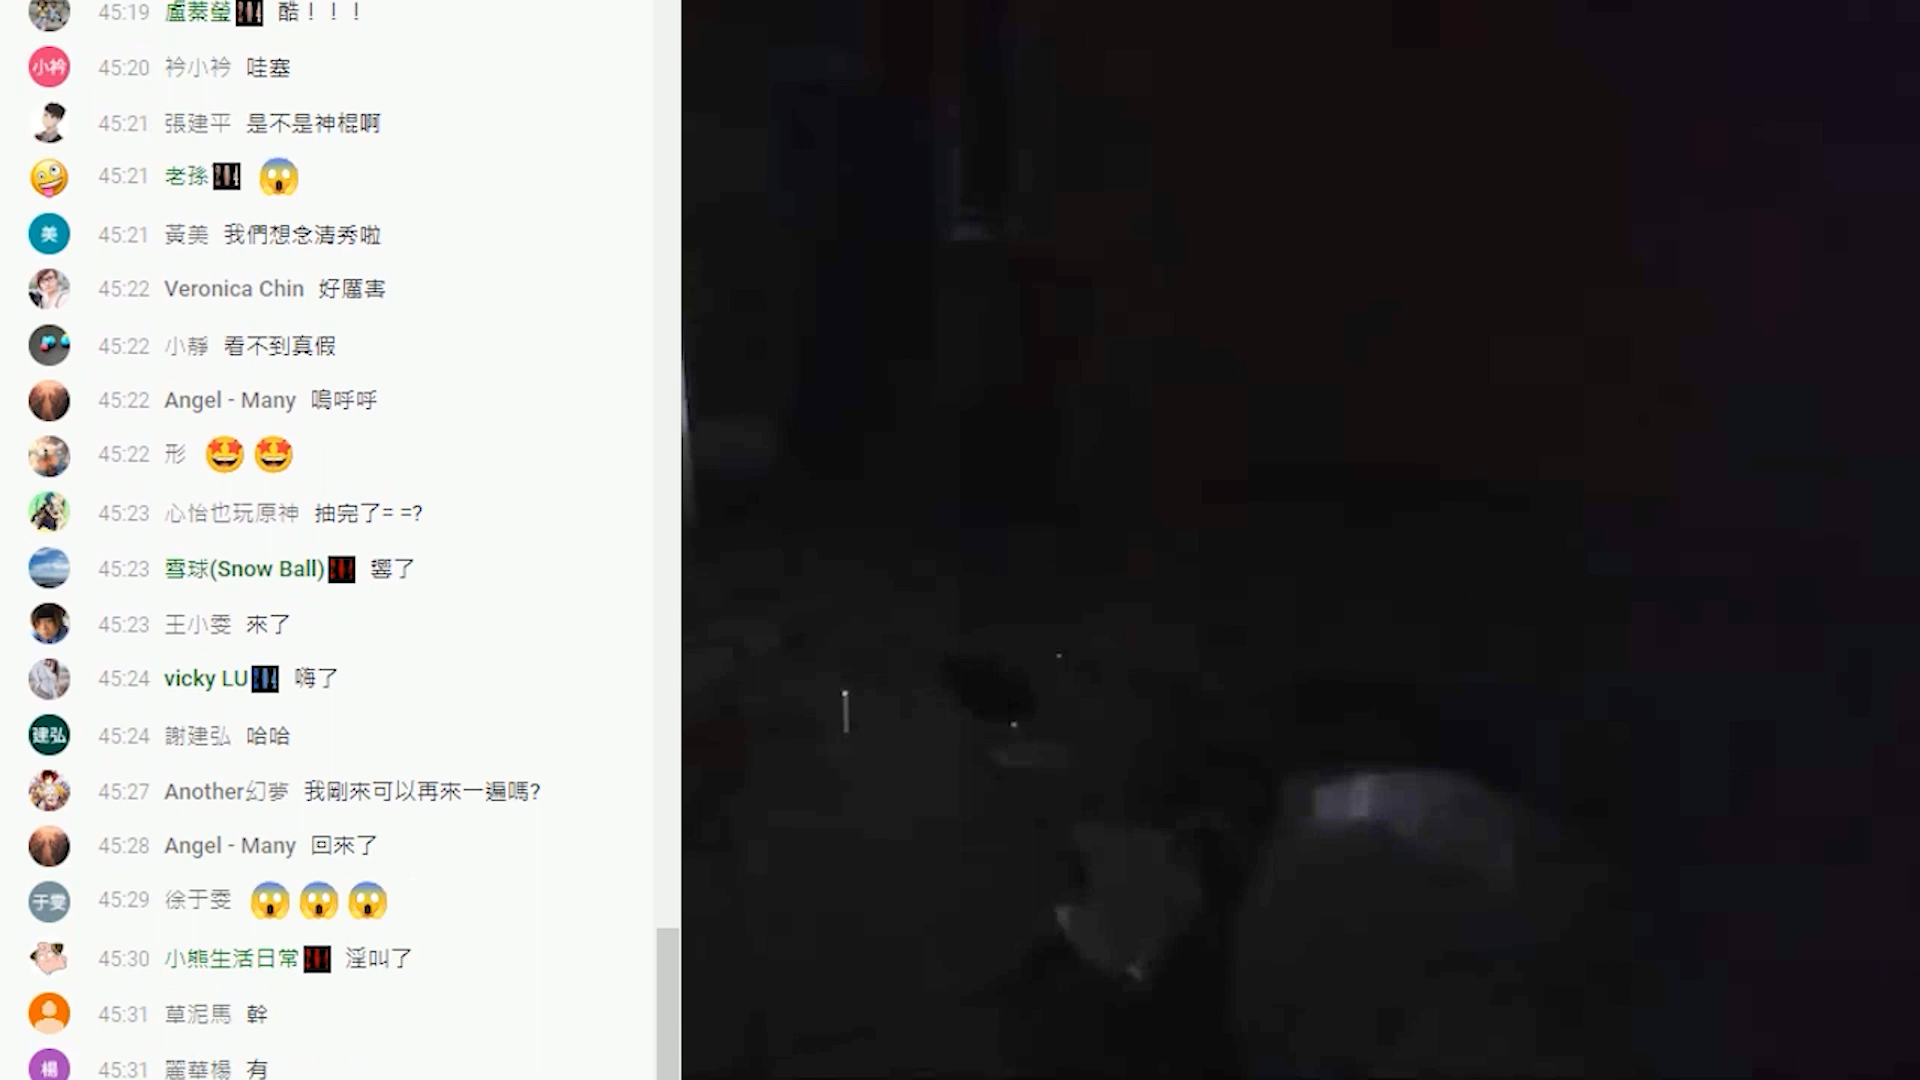 45:19 盧蓁瑩 酷！！！
小衿 45:20 衿小衿 哇塞
45:21 張建平 是不是神棍啊
45:21 老孫
美 45:21 黃美 我們想念清秀啦
45:22 Veronica Chin 好厲害
45:22 小靜 看不到真假
45:22 Angel - Many 嗚呼呼
45:22 形
45:23 心怡也玩原神 抽完了= =?
45:23 雪球(Snow Ball) 響了
45:23 王小雯 來了
45:24 vicky LU 嗨了
建弘 45:24 謝建弘 哈哈
45:27 Another幻夢 我剛來可以再來一遍嗎?
45:28 Angel - Many 回來了
于雯 45:29 徐于雯
45:30 小熊生活日常 淫叫了
45:31 草泥馬 幹
楊 45:31 麗華楊 有